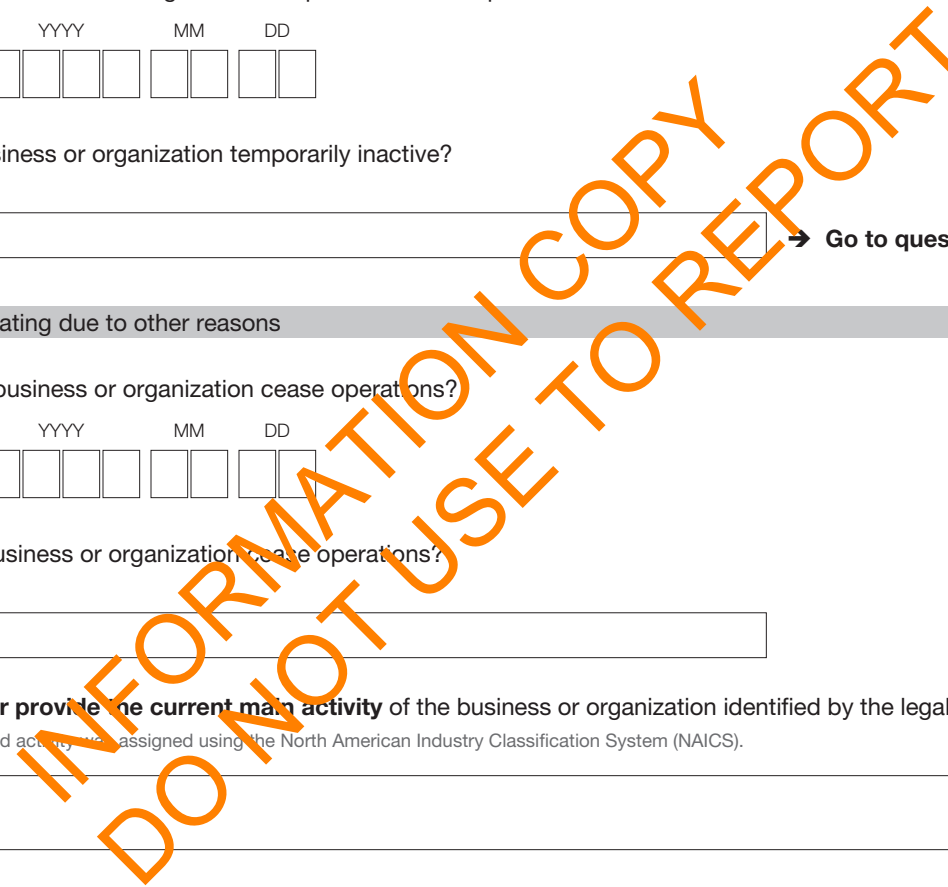 YYYY MM DD
iness or organization temporarily inactive?
➔ Go to ques
ating due to other reasons
business or organization cease operations?
YYYY MM DD
usiness or organization cease operations?
r provide the current main activity of the business or organization identified by the legal
d activity was assigned using the North American Industry Classification System (NAICS).
INFORMATION COPY
DO NOT USE TO REPORT